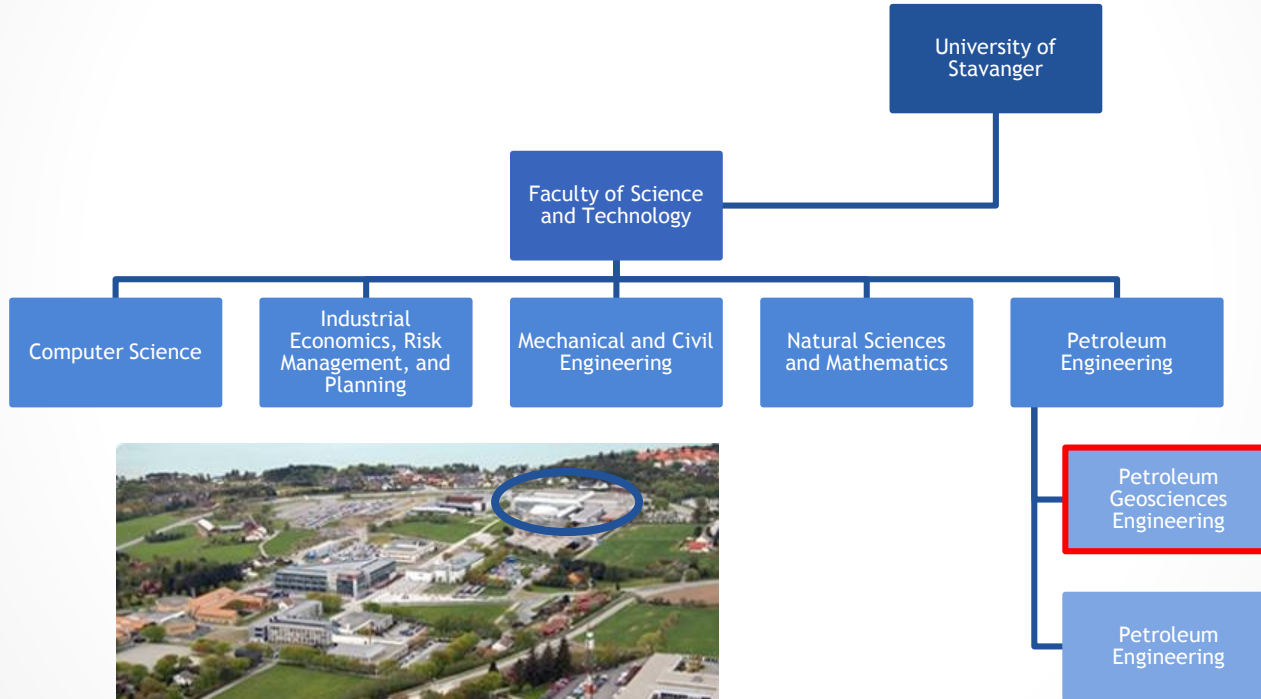 University of
Stavanger
Faculty of Science
and Technology
Computer Science
Industrial
Economics, Risk
Management, and
Planning
Mechanical and Civil
Engineering
Natural Sciences
and Mathematics
Petroleum
Engineering
Petroleum
Geosciences
Engineering
Petroleum
Engineering